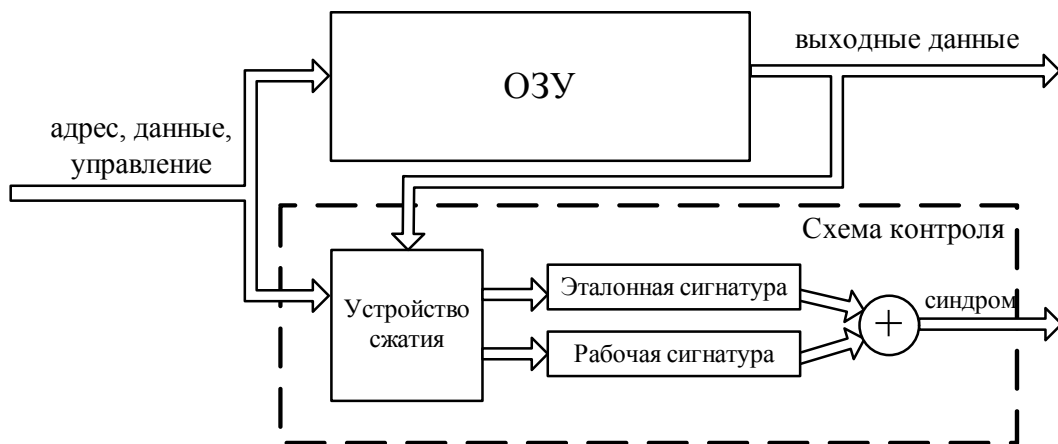 выходные данные
ОЗУ
адрес, данные,
управление
Схема контроля
Устройство
сжатия
Эталонная сигнатура
Рабочая сигнатура
+
синдром